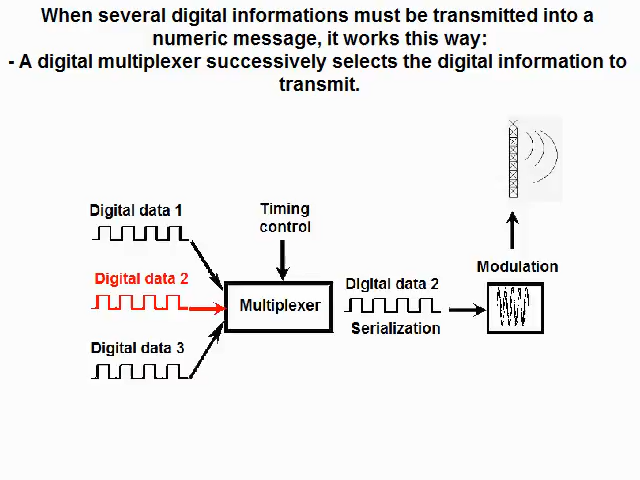 When several digital informations must be transmitted into a
numeric message, it works this way:
- A digital multiplexer successively selects the digital information to
transmit.
Digital data 1
Timing
control
Digital data 2
Multiplexer
Digital data 2
Serialization
Modulation
Digital data 3